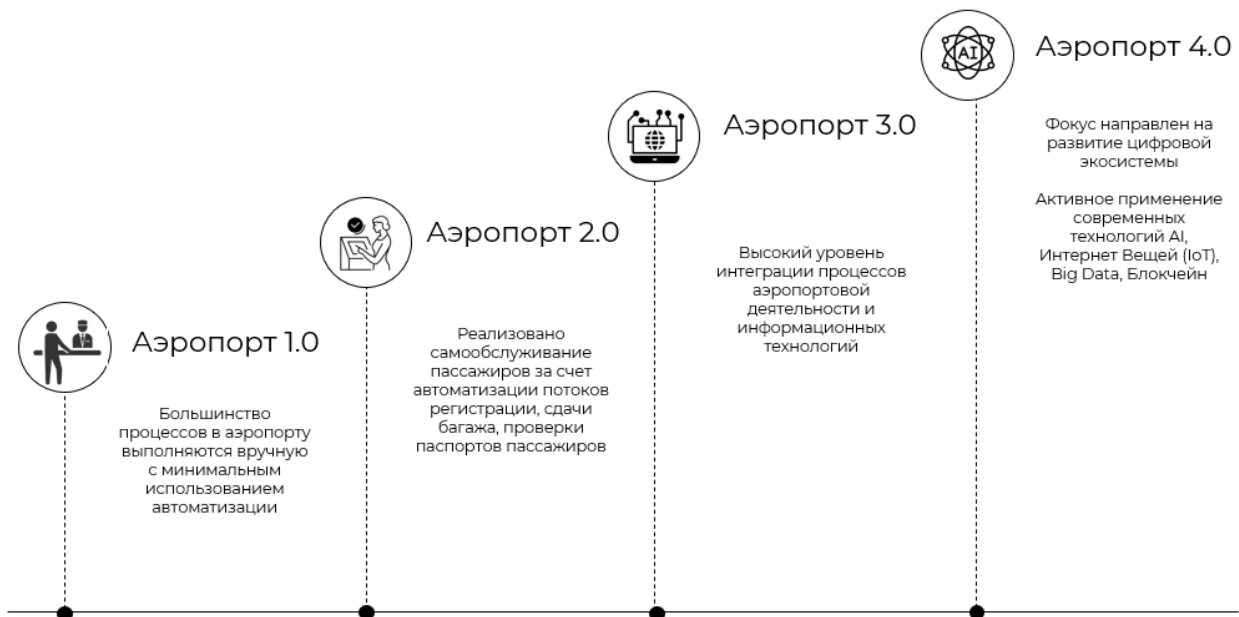 Аэропорт 1.0
Большинство
процессов в аэропорту
выполняются вручную
с минимальным
использованием
автоматизации
Аэропорт 2.0
Реализовано
самообслуживание
пассажиров за счет
автоматизации потоков
регистрации, сдачи
багажа, проверки
паспортов пассажиров
Аэропорт 3.0
Высокий уровень
интеграции процессов
аэропортовой
деятельности и
информационных
технологий
AI
Аэропорт 4.0
Фокус направлен на
развитие цифровой
экосистемы
Активное применение
современных
технологий AI,
Интернет Вещей (IoT),
Big Data, Блокчейн